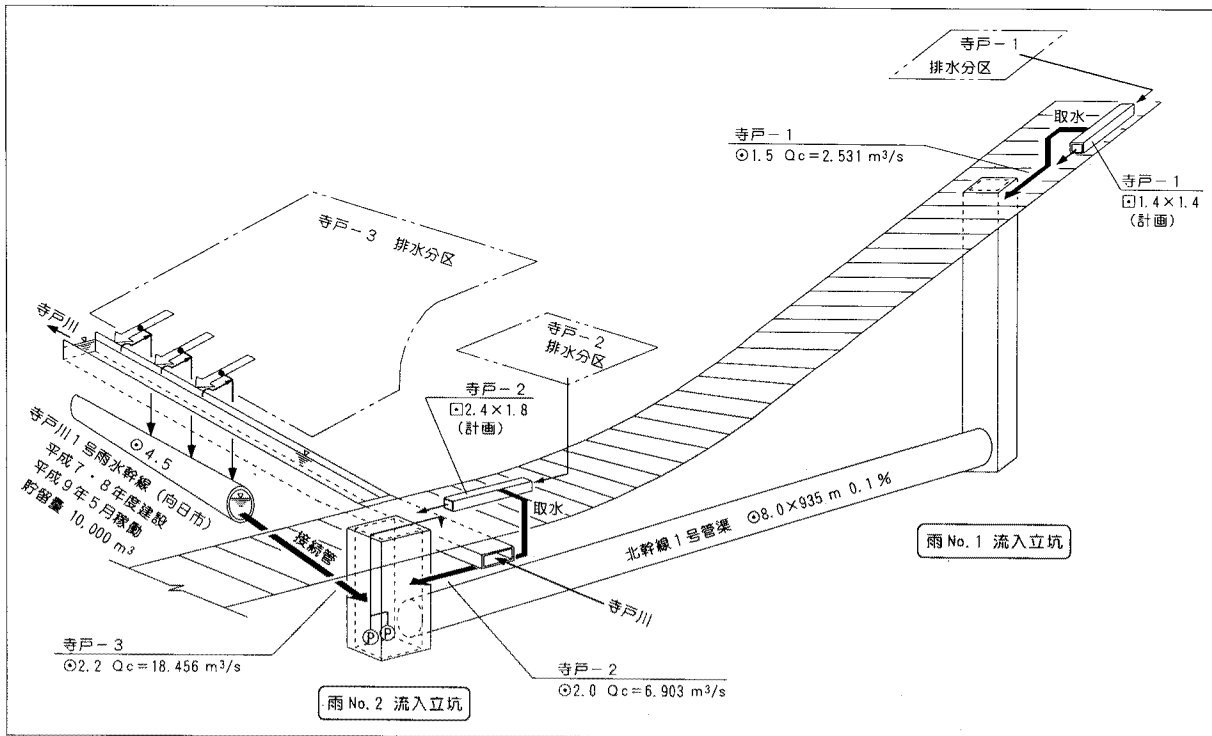 寺戸－1
排水分区
取水
寺戸－1
⊙1.5 Qc=2.531 m³/s
寺戸－1
⊡1.4×1.4
(計画)
寺戸－3 排水分区
寺戸川
寺戸－2
排水分区
寺戸－2
⊡2.4×1.8
(計画)
⊙4.5
寺戸川1号雨水幹線 (向日市)
平成7・8年度建設
平成9年5月稼動
貯留量 10,000 m³
接続管
取水
北幹線1号管渠 ⊙8.0×935 m 0.1 %
雨No.1 流入立坑
寺戸川
P
P
寺戸－3
⊙2.2 Qc=18.456 m³/s
寺戸－2
⊙2.0 Qc=6.903 m³/s
雨No.2 流入立坑